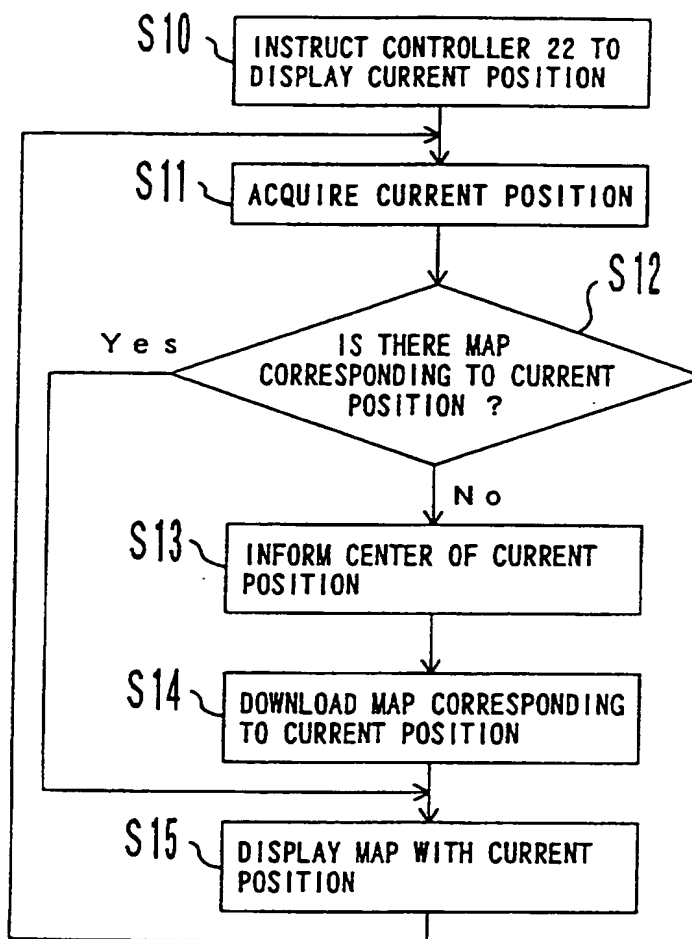 S10
INSTRUCT CONTROLLER 22 TO
DISPLAY CURRENT POSITION
S11
ACQUIRE CURRENT POSITION
S12
Yes
IS THERE MAP
CORRESPONDING TO CURRENT
POSITION ?
No
S13
INFORM CENTER OF CURRENT
POSITION
S14
DOWNLOAD MAP CORRESPONDING
TO CURRENT POSITION
S15
DISPLAY MAP WITH CURRENT
POSITION